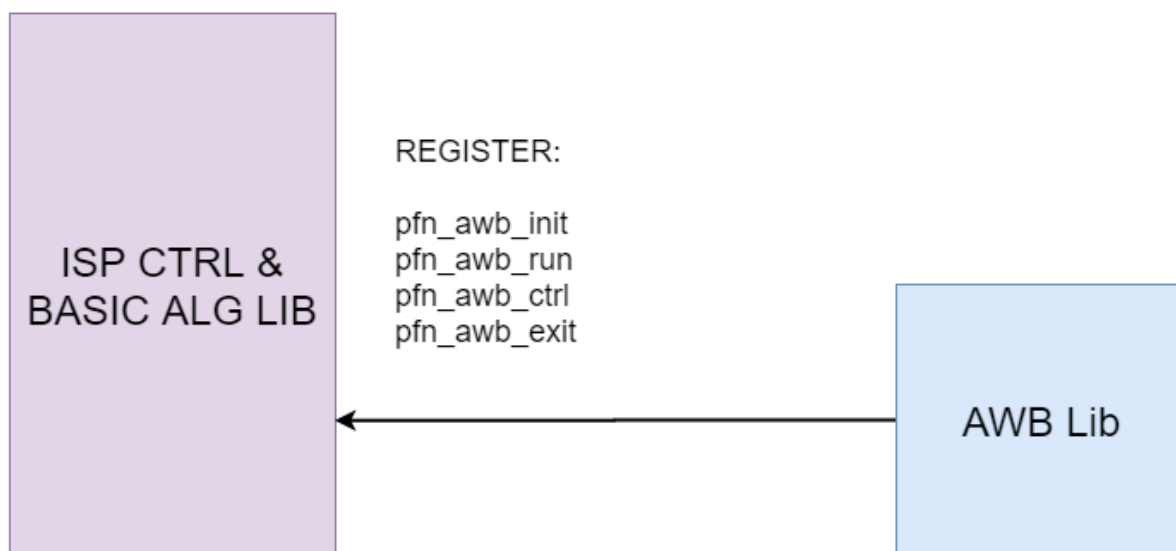 ISP CTRL &
BASIC ALG LIB
REGISTER:
pfn_awb_init
pfn_awb_run
pfn_awb_ctrl
pfn_awb_exit
AWB Lib